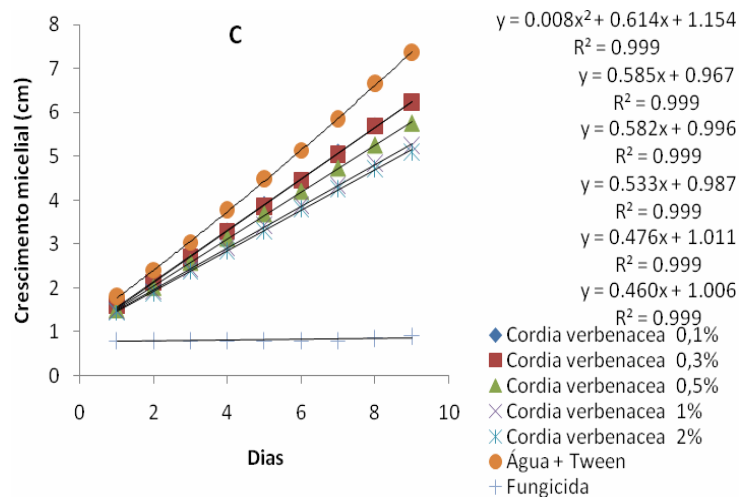 C
Crescimento micelial (cm)
8
7
6
5
4
3
2
1
0
0
2
4
6
8
10
Dias
y = 0.008x² + 0.614x + 1.154
R² = 0.999
y = 0.585x + 0.967
R² = 0.999
y = 0.582x + 0.996
R² = 0.999
y = 0.533x + 0.987
R² = 0.999
y = 0.476x + 1.011
R² = 0.999
y = 0.460x + 1.006
R² = 0.999
Cordia verbenacea 0,1%
Cordia verbenacea 0,3%
Cordia verbenacea 0,5%
Cordia verbenacea 1%
Cordia verbenacea 2%
Água + Tween
Fungicida